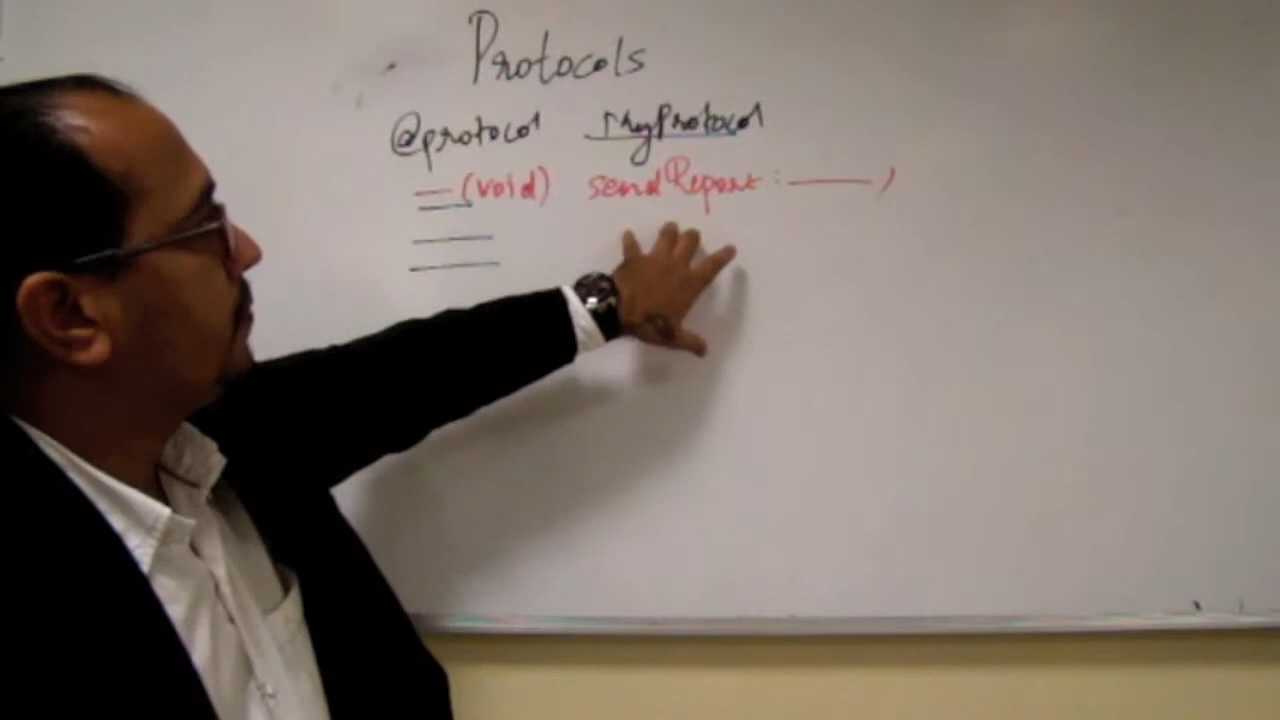 Protocols
@protocol MyProtocol
— (void) sendReport : ——— ,